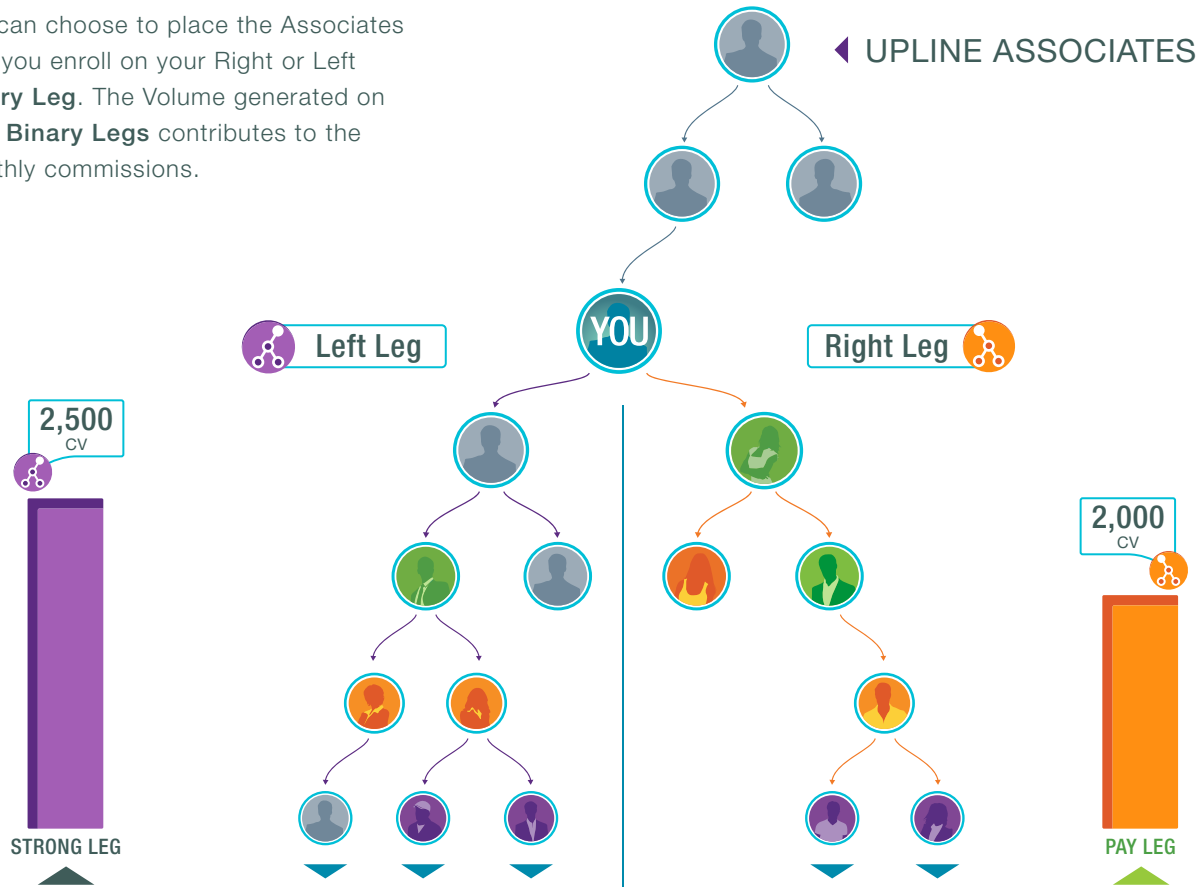 can choose to place the Associates
you enroll on your Right or Left
ry Leg. The Volume generated on
Binary Legs contributes to the
thly commissions.
UPLINE ASSOCIATES
YOU
Left Leg
Right Leg
2,500
CV
2,000
CV
STRONG LEG
PAY LEG